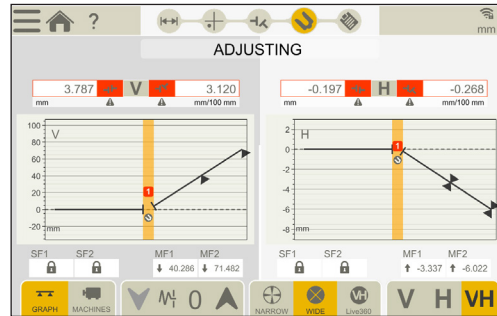 ?
mm
ADJUSTING
3.787 V 3.120
mm mm/100 mm
-0.197 H -0.268
mm mm/100 mm
V
100
80
60
40
20
0
-20
mm
1
H
2
0
-2
-4
-6
-8
mm
1
SF1 SF2 MF1 MF2
40.286 71.482
SF1 SF2 MF1 MF2
-3.337 -6.022
GRAPH MACHINES 0 NARROW WIDE Live360 V H VH